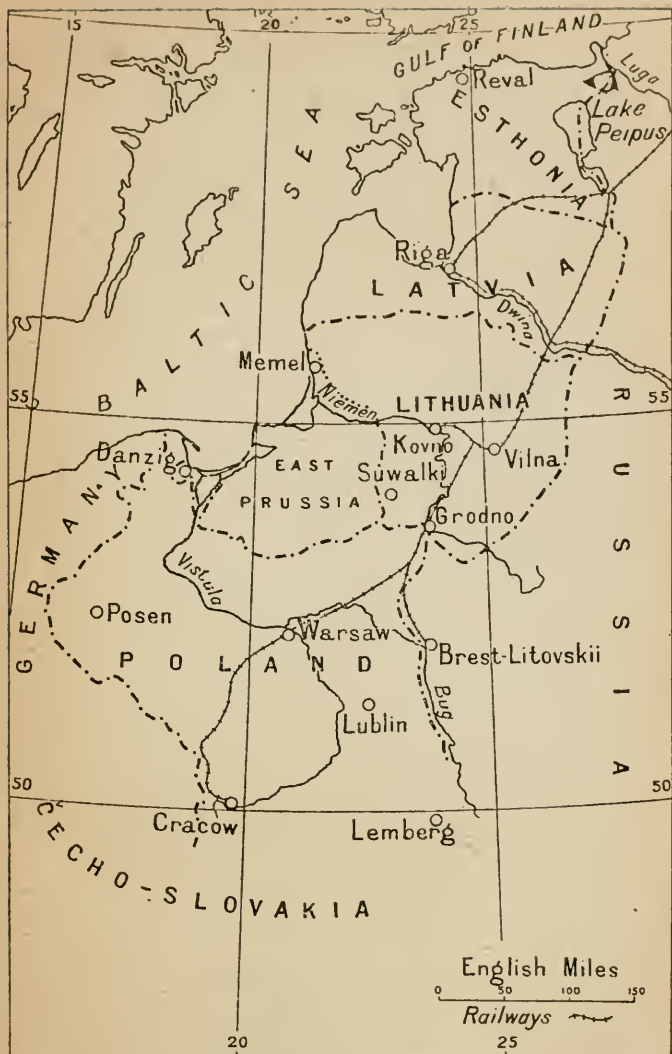 15
20
25
GULF OF FINLAND
Reval
Luga
ESTHONIA
Lake
Peipus
BALTIC SEA
Riga
LATVIA
Dwina
Memel
Niemen
55
LITHUANIA
55
Kovno
Vilna
Danzig
EAST
PRUSSIA
Suwalki
Grodno
GERMANY
RUSSIA
Vistula
Posen
Warsaw
Brest-Litovskii
POLAND
Bug
Lublin
50
50
Cracow
Lemberg
CECHO-SLOVAKIA
English Miles
0 50 100 150
Railways
20
25